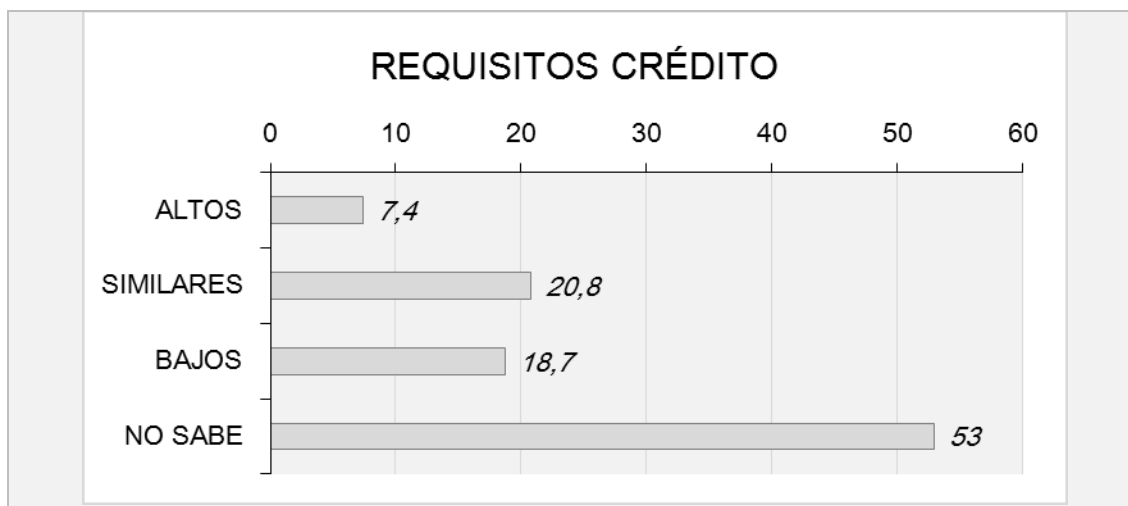 REQUISITOS CRÉDITO
0 10 20 30 40 50 60
ALTOS 7,4
SIMILARES 20,8
BAJOS 18,7
NO SABE 53